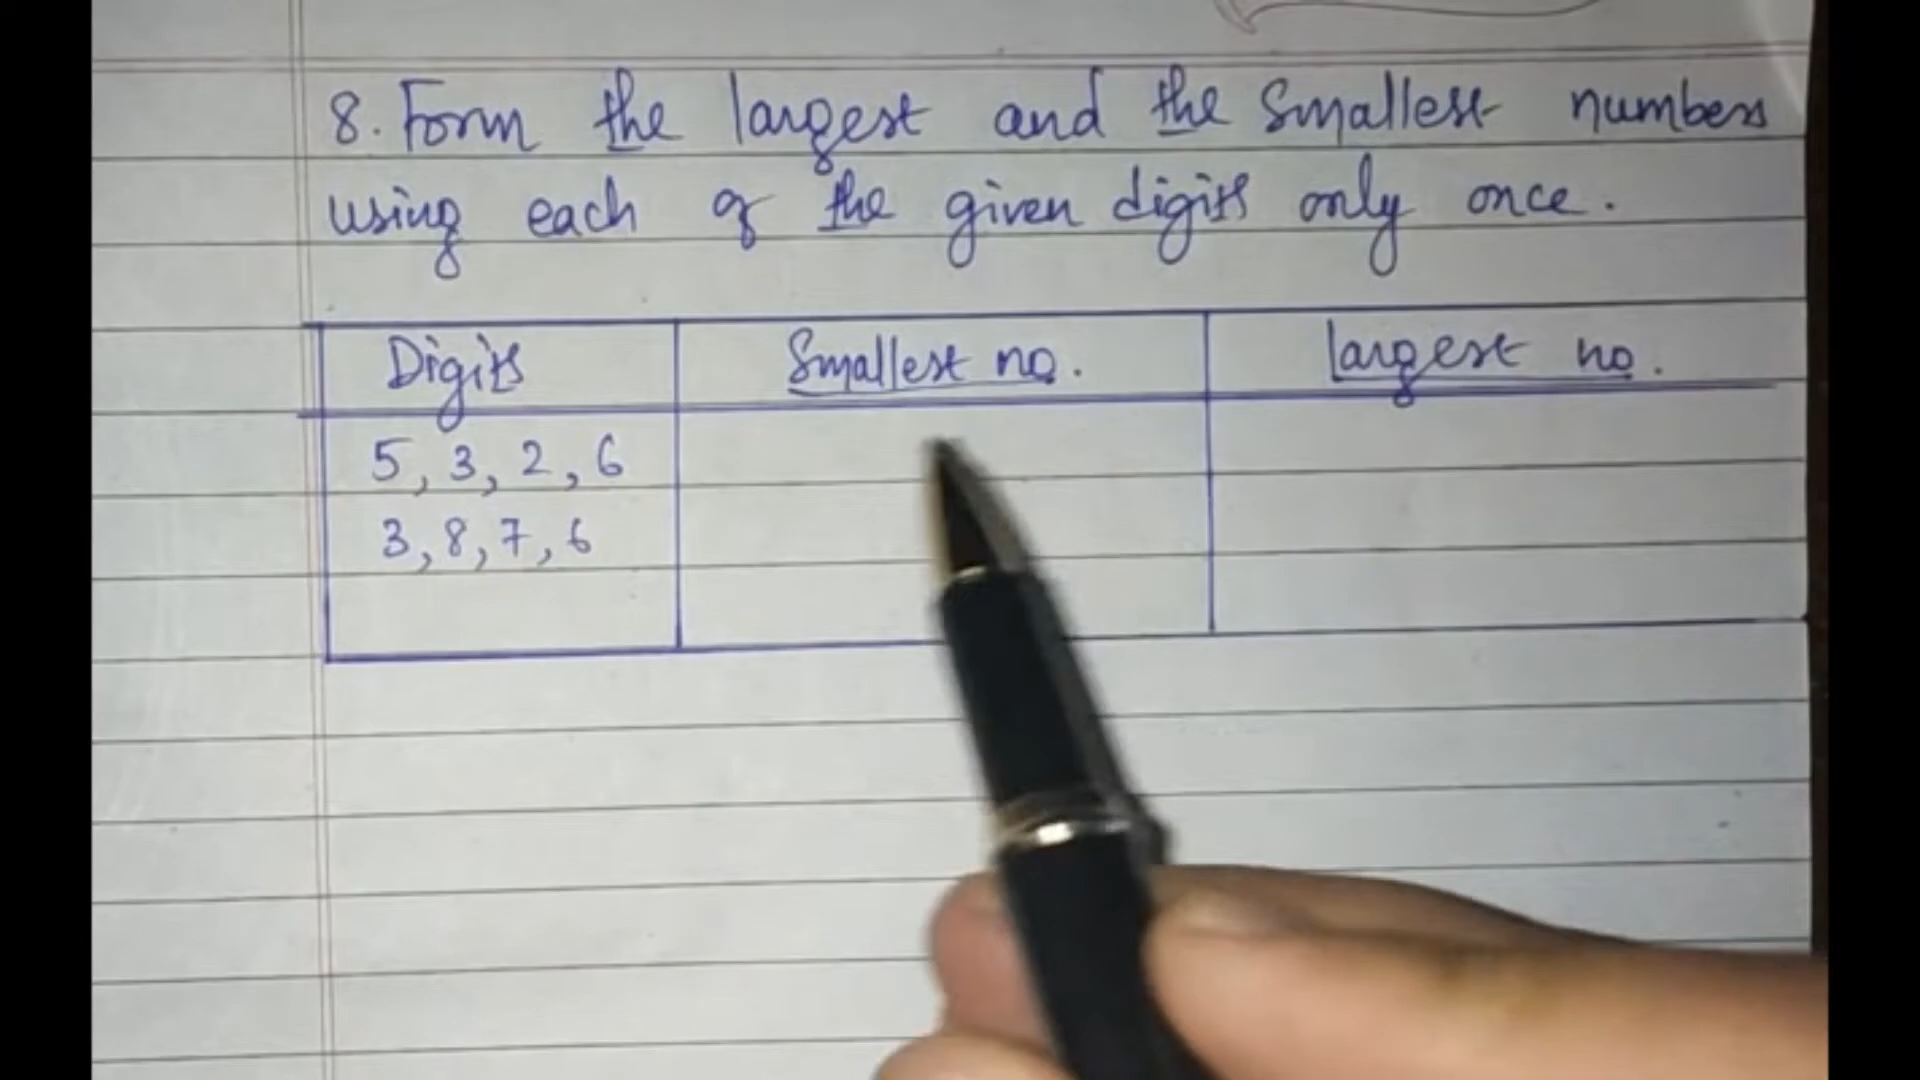 8. Form the largest and the Smallest numbers
using each of the given digits only once.
Digits Smallest no. largest no.
5, 3, 2, 6
3, 8, 7, 6